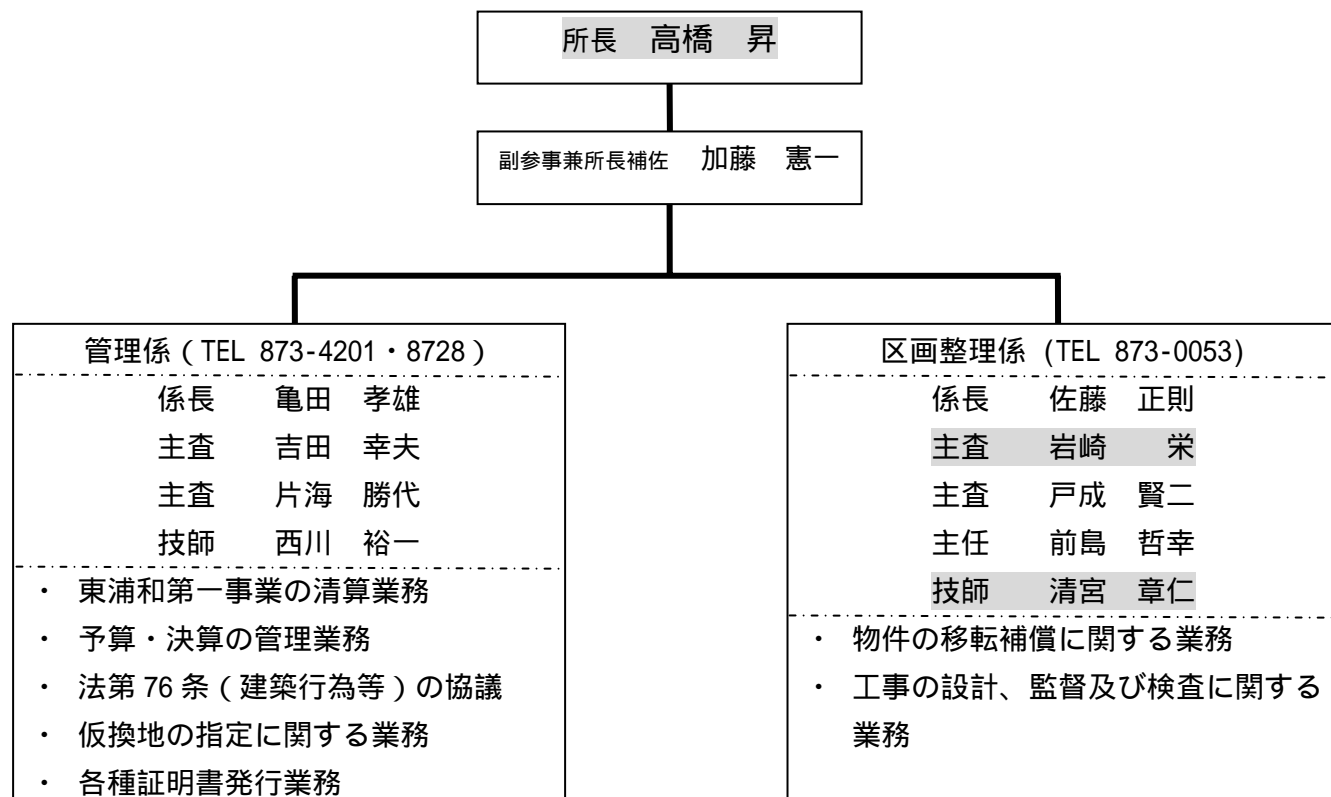 所長　高橋　昇
副参事兼所長補佐　加藤　憲一
管理係（TEL 873-4201・8728）
係長　亀田　孝雄
主査　吉田　幸夫
主査　片海　勝代
技師　西川　裕一
・ 東浦和第一事業の清算業務
・ 予算・決算の管理業務
・ 法第 76 条（建築行為等）の協議
・ 仮換地の指定に関する業務
・ 各種証明書発行業務
区画整理係 (TEL 873-0053)
係長　佐藤　正則
主査　岩崎　栄
主査　戸成　賢二
主任　前島　哲幸
技師　清宮　章仁
・ 物件の移転補償に関する業務
・ 工事の設計、監督及び検査に関する
業務